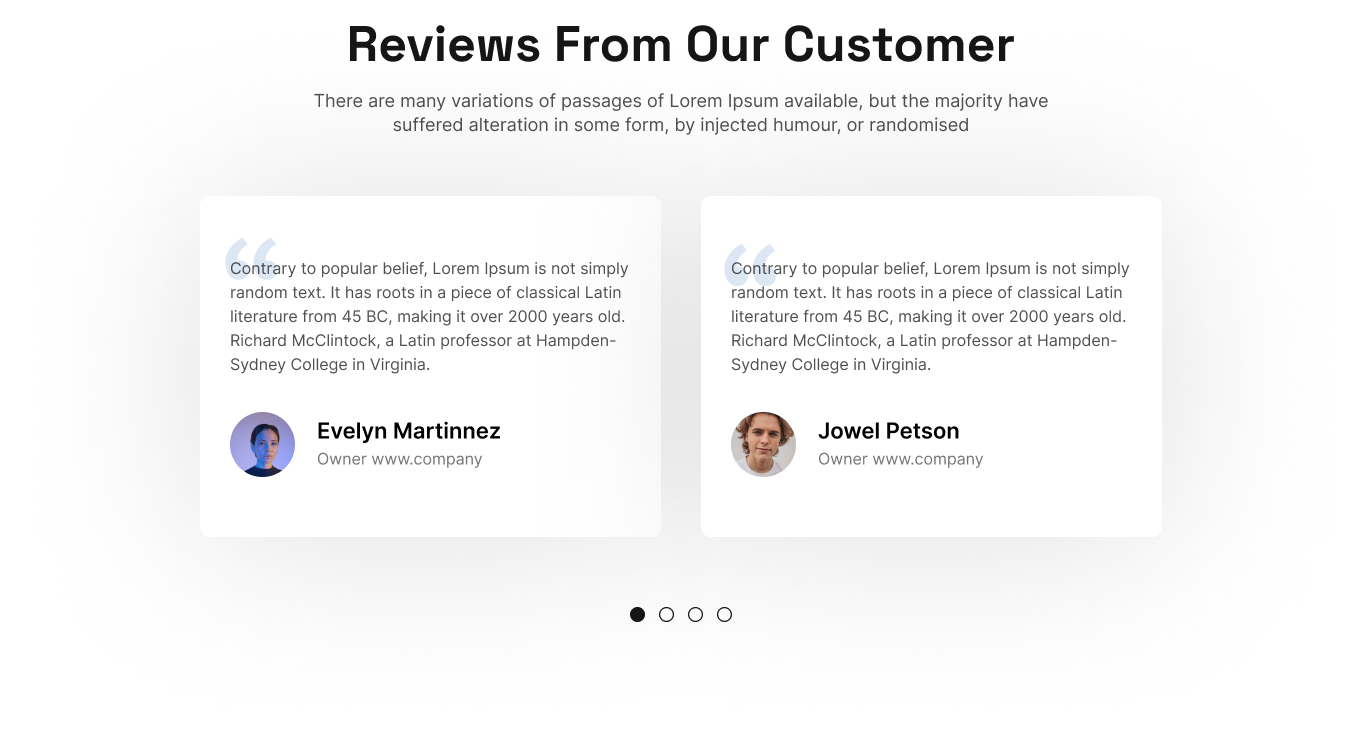 Reviews From Our Customer
There are many variations of passages of Lorem Ipsum available, but the majority have
suffered alteration in some form, by injected humour, or randomised
“
Contrary to popular belief, Lorem Ipsum is not simply
random text. It has roots in a piece of classical Latin
literature from 45 BC, making it over 2000 years old.
Richard McClintock, a Latin professor at Hampden-
Sydney College in Virginia.
Evelyn Martinnez
Owner www.company
“
Contrary to popular belief, Lorem Ipsum is not simply
random text. It has roots in a piece of classical Latin
literature from 45 BC, making it over 2000 years old.
Richard McClintock, a Latin professor at Hampden-
Sydney College in Virginia.
Jowel Petson
Owner www.company